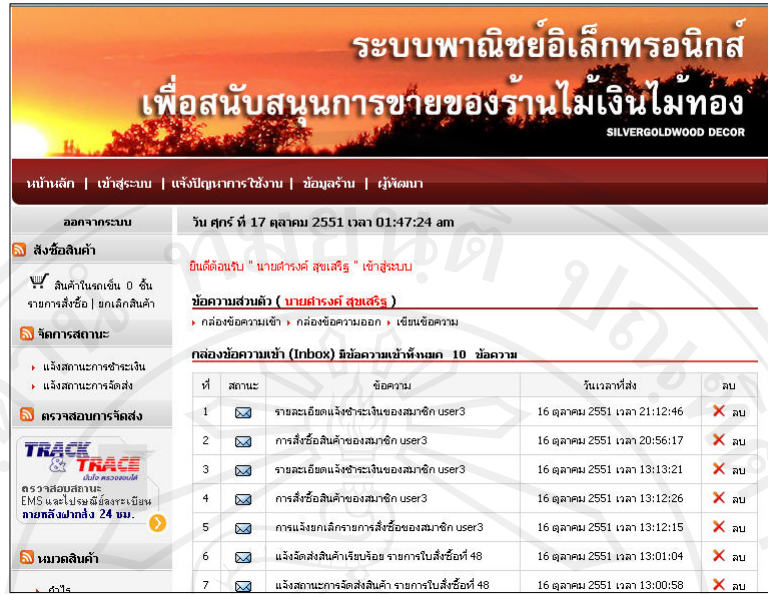 ระบบพาณิชย์อิเล็กทรอนิกส์
เพื่อสนับสนุนการขายของร้านไม้เงินไม้ทอง
SILVERGOLDWOOD DECOR
หน้าหลัก | เข้าสู่ระบบ | แจ้งปัญหาการใช้งาน | ข้อมูลร้าน | ผู้พัฒนา
ออกจากระบบ
วัน ศุกร์ ที่ 17 ตุลาคม 2551 เวลา 01:47:24 am
สั่งซื้อสินค้า
สินค้าในรถเข็น 0 ชิ้น
รายการสั่งซื้อ | ยกเลิกสินค้า
จัดการสถานะ
แจ้งสถานะการชำระเงิน
แจ้งสถานะการจัดส่ง
ตรวจสอบการจัดส่ง
TRACK
& TRACE
มั่นใจ ตรวจสอบได้
ตรวจสอบสถานะ
EMS และไปรษณีย์ลงทะเบียน
ภายหลังฝากส่ง 24 ชม.
หมวดสินค้า
กำไร
ยินดีต้อนรับ " นายดำรงค์ สุขเสริฐ " เข้าสู่ระบบ
ข้อความส่วนตัว ( นายดำรงค์ สุขเสริฐ )
กล่องข้อความเข้า กล่องข้อความออก เขียนข้อความ
กล่องข้อความเข้า (Inbox) มีข้อความเข้าทั้งหมด 10 ข้อความ
ที่ สถานะ ข้อความ วันเวลาที่ส่ง ลบ
1 รายละเอียดแจ้งชำระเงินของสมาชิก user3 16 ตุลาคม 2551 เวลา 21:12:46 ลบ
2 การสั่งซื้อสินค้าของสมาชิก user3 16 ตุลาคม 2551 เวลา 20:56:17 ลบ
3 รายละเอียดแจ้งชำระเงินของสมาชิก user3 16 ตุลาคม 2551 เวลา 13:13:21 ลบ
4 การสั่งซื้อสินค้าของสมาชิก user3 16 ตุลาคม 2551 เวลา 13:12:26 ลบ
5 การแจ้งยกเลิกรายการสั่งซื้อของสมาชิก user3 16 ตุลาคม 2551 เวลา 13:12:15 ลบ
6 แจ้งจัดส่งสินค้าเรียบร้อย รายการใบสั่งซื้อที่ 48 16 ตุลาคม 2551 เวลา 13:01:04 ลบ
7 แจ้งสถานะการจัดส่งสินค้า รายการใบสั่งซื้อที่ 48 16 ตุลาคม 2551 เวลา 13:00:58 ลบ